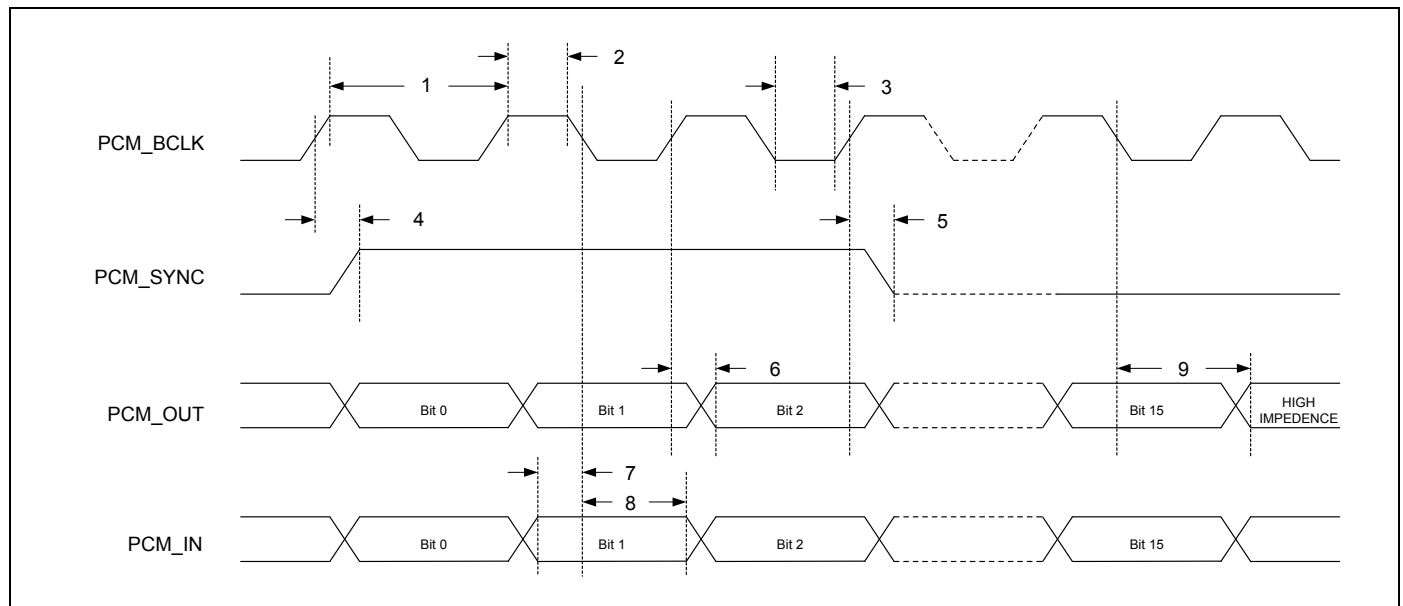 1
2
3
PCM_BCLK
4
5
PCM_SYNC
6
9
PCM_OUT
Bit 0
Bit 1
Bit 2
Bit 15
HIGH
IMPEDENCE
7
8
PCM_IN
Bit 0
Bit 1
Bit 2
Bit 15